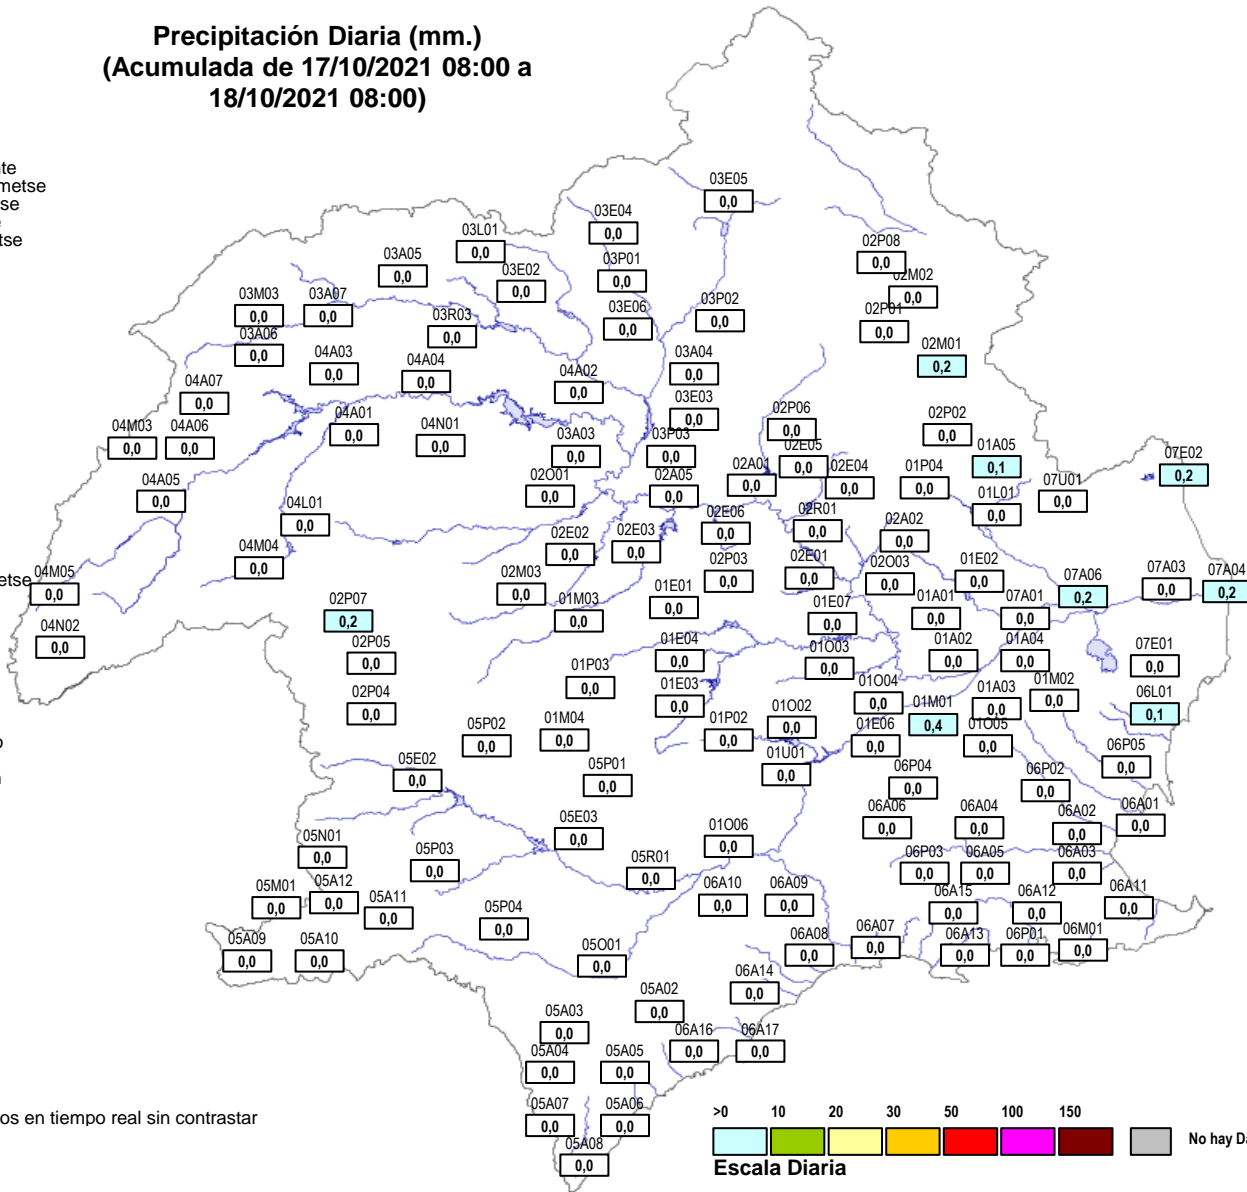 Precipitación Diaria (mm.)
(Acumulada de 17/10/2021 08:00 a
18/10/2021 08:00)
metse
03E05
0,0
03E04
0,0
03L01
0,0
03A05
0,0
03P01
0,0
03E02
0,0
02P08
0,0
02M02
0,0
03M03
0,0
03A07
0,0
03R03
0,0
03E06
0,0
03P02
0,0
02P01
0,0
03A06
0,0
04A03
0,0
04A04
0,0
04A02
0,0
03A04
0,0
02M01
0,2
04A07
0,0
04A01
0,0
04N01
0,0
03E03
0,0
02P06
0,0
02P02
0,0
04M03
0,0
04A06
0,0
03A03
0,0
03P03
0,0
02E05
0,0
01A05
0,1
07E02
0,2
04A05
0,0
02O01
0,0
02A05
0,0
02A01
0,0
02E04
0,0
01P04
0,0
07U01
0,0
01L01
0,0
04L01
0,0
02E06
0,0
02R01
0,0
02A02
0,0
04M04
0,0
02E02
0,0
02E03
0,0
04M05
0,0
02M03
0,0
02P03
0,0
02E01
0,0
02O03
0,0
01E02
0,0
07A06
0,2
07A03
0,0
07A04
0,2
02P07
0,2
01M03
0,0
01E01
0,0
01E07
0,0
01A01
0,0
07A01
0,0
04N02
0,0
02P05
0,0
01E04
0,0
01O03
0,0
01A02
0,0
01A04
0,0
07E01
0,0
02P04
0,0
01P03
0,0
01E03
0,0
01O04
0,0
01M01
0,4
01A03
0,0
01M02
0,0
06L01
0,1
05P02
0,0
01M04
0,0
01P02
0,0
01O02
0,0
01E06
0,0
01O05
0,0
05E02
0,0
05P01
0,0
01U01
0,0
06P04
0,0
06P02
0,0
06P05
0,0
05E03
0,0
01O06
0,0
06A06
0,0
06A04
0,0
06A02
0,0
06A01
0,0
05N01
0,0
05P03
0,0
05R01
0,0
06P03
0,0
06A05
0,0
06A03
0,0
05M01
0,0
05A12
0,0
05A11
0,0
06A10
0,0
06A09
0,0
06A15
0,0
06A12
0,0
06A11
0,0
05P04
0,0
05A09
0,0
05A10
0,0
05O01
0,0
06A08
0,0
06A07
0,0
06A13
0,0
06P01
0,0
06M01
0,0
05A02
0,0
06A14
0,0
05A03
0,0
06A16
0,0
06A17
0,0
05A04
0,0
05A05
0,0
05A07
0,0
05A06
0,0
05A08
0,0
os en tiempo real sin contrastar
>0 10 20 30 50 100 150
No hay Da
Escala Diaria